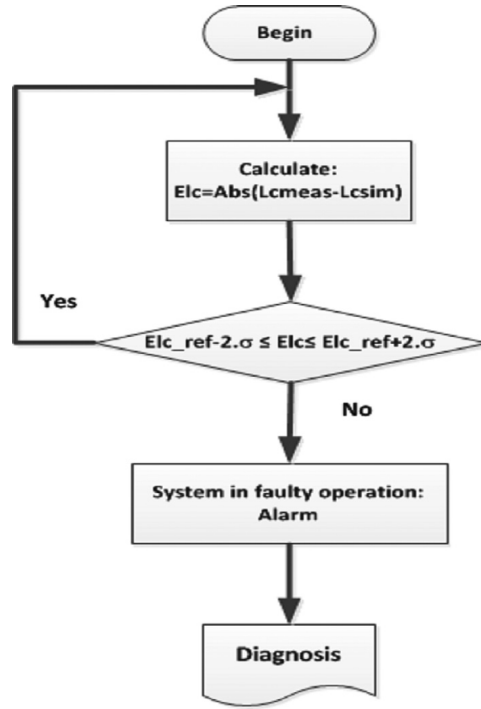 Begin
Calculate:
Elc=Abs(Lcmeas-Lcsim)
Yes
Elc_ref-2.σ ≤ Elc≤ Elc_ref+2.σ
No
System in faulty operation:
Alarm
Diagnosis